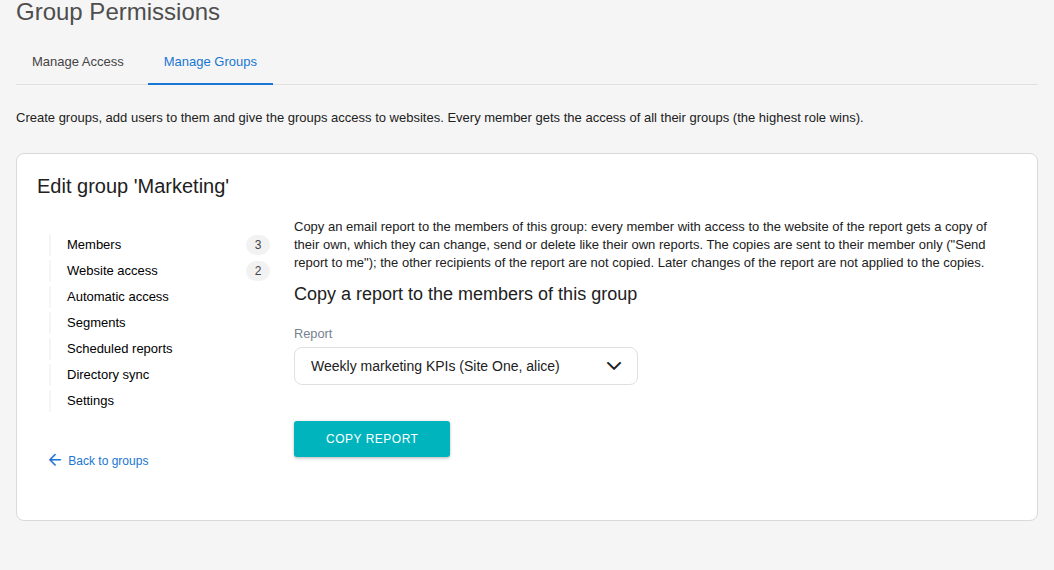 Group Permissions
Manage Access
Manage Groups
Create groups, add users to them and give the groups access to websites. Every member gets the access of all their groups (the highest role wins).
Edit group 'Marketing'
Members 3
Website access 2
Automatic access
Segments
Scheduled reports
Directory sync
Settings
Back to groups
Copy an email report to the members of this group: every member with access to the website of the report gets a copy of
their own, which they can change, send or delete like their own reports. The copies are sent to their member only ("Send
report to me"); the other recipients of the report are not copied. Later changes of the report are not applied to the copies.
Copy a report to the members of this group
Report
Weekly marketing KPIs (Site One, alice)
COPY REPORT